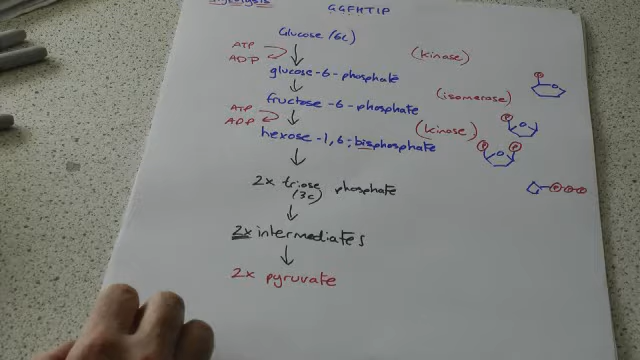 Glycolysis
GGFHTIP
Glucose (6C)
ATP
ADP
(kinase)
glucose-6-phosphate
(isomerase)
fructose-6-phosphate
ATP
ADP
(kinase)
hexose-1,6-bisphosphate
2x triose phosphate
(3c)
2x intermediates
2x pyruvate
P
P
P P
P P P